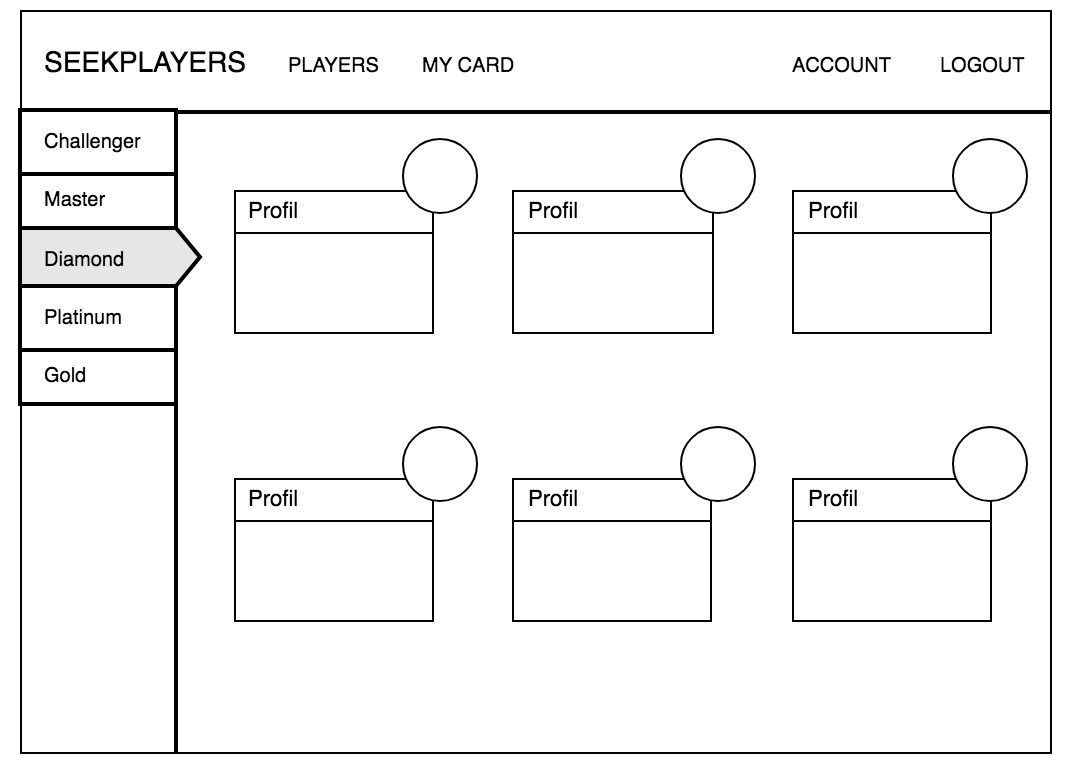 SEEKPLAYERS PLAYERS MY CARD ACCOUNT LOGOUT
Challenger
Master
Diamond
Platinum
Gold
Profil Profil Profil
Profil Profil Profil